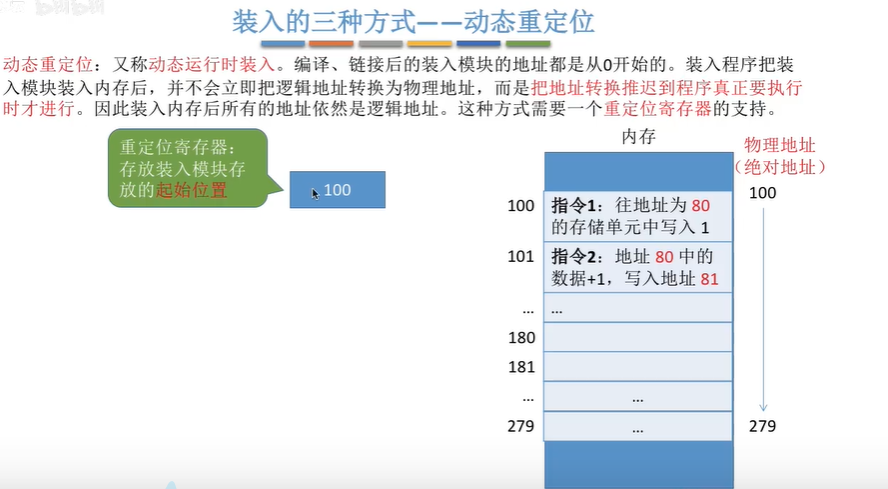 装入的三种方式——动态重定位
动态重定位：又称动态运行时装入。编译、链接后的装入模块的地址都是从0开始的。装入程序把装
入模块装入内存后，并不会立即把逻辑地址转换为物理地址，而是把地址转换推迟到程序真正要执行
时才进行。因此装入内存后所有的地址依然是逻辑地址。这种方式需要一个重定位寄存器的支持。
重定位寄存器：
存放装入模块存
放的起始位置
100
内存
物理地址
（绝对地址）
100
100
指令1：往地址为 80
的存储单元中写入 1
101
指令2：地址 80 中的
数据+1，写入地址 81
...
...
180
181
...
...
279
...
279